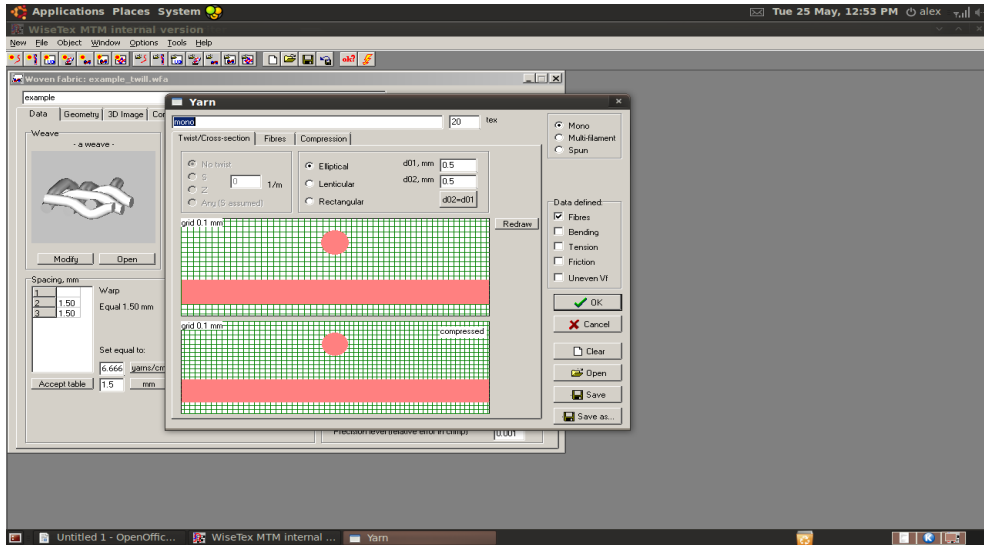 Applications Places System
Tue 25 May, 12:53 PM alex
WiseTex MTM internal version
New File Object Window Options Tools Help
ok?
Woven fabric: example_twill.wfa
example
Data Geometry 3D Image
Weave
- a weave -
Modify Open
Spacing, mm
1
2 1.50
3 1.50
Warp
Equal 1.50 mm
Set equal to:
6.666 yarns/cm
Accept table 1.5 mm
Precision level (relative error in crimp) 0.001
Yarn
mono 20 tex
Twist/Cross-section Fibres Compression
No twist
S
Z
0 1/m
Any (S assumed)
Elliptical
Lenticular
Rectangular
d01, mm 0.5
d02, mm 0.5
d02=d01
grid 0.1 mm
Redraw
grid 0.1 mm
compressed
Mono
Multi-filament
Spun
Data defined:
Fibres
Bending
Tension
Friction
Uneven Vf
OK
Cancel
Clear
Open
Save
Save as...
Untitled 1 - OpenOffic... WiseTex MTM internal ... Yarn